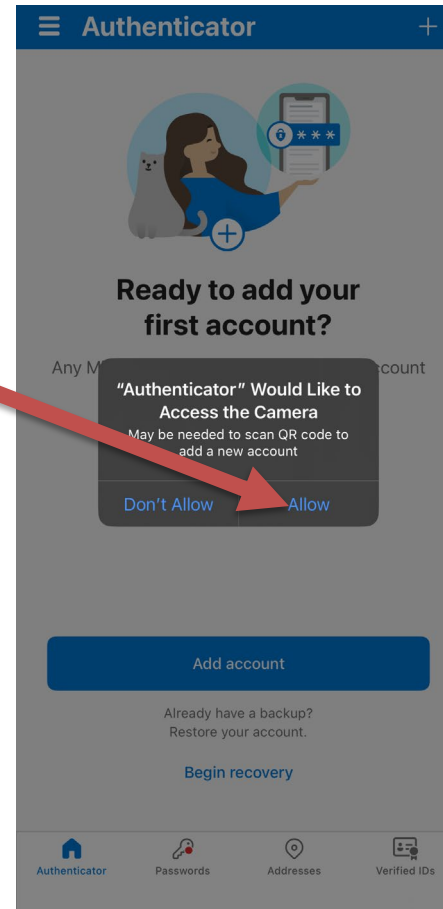 Authenticator
***
Ready to add your
first account?
Any M
ccount
“Authenticator” Would Like to
Access the Camera
May be needed to scan QR code to
add a new account
Don’t Allow
Allow
Add account
Already have a backup?
Restore your account.
Begin recovery
Authenticator
Passwords
Addresses
Verified IDs